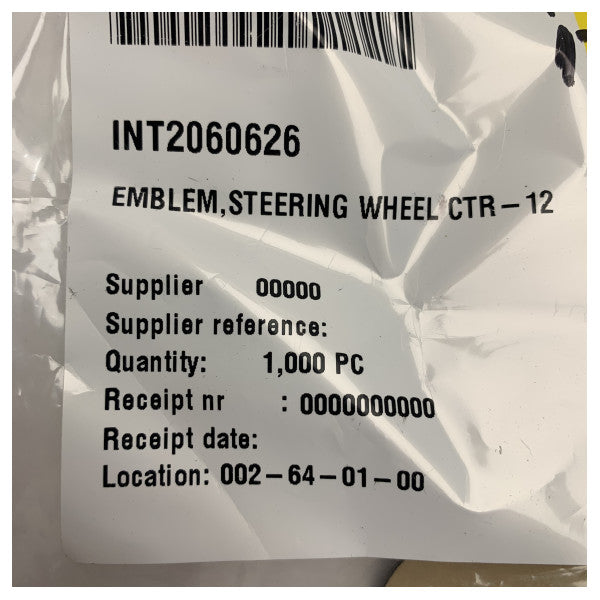 INT2060626
EMBLEM,STEERING WHEEL CTR-12
Supplier 00000
Supplier reference:
Quantity: 1,000 PC
Receipt nr : 0000000000
Receipt date:
Location: 002-64-01-00